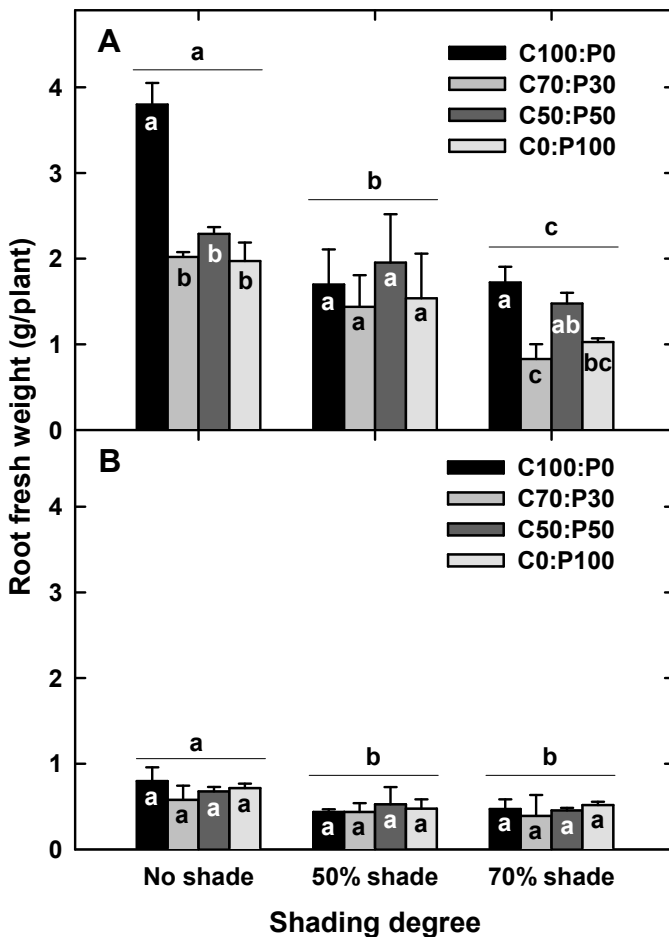 A
a
C100:P0
C70:P30
C50:P50
C0:P100
b
c
a
b
b
b
a
a
a
a
a
c
ab
bc
4
3
2
1
0
B
C100:P0
C70:P30
C50:P50
C0:P100
4
3
2
1
0
a
b
b
a
a
a
a
a
a
a
a
a
a
a
a
Root fresh weight (g/plant)
No shade
50% shade
70% shade
Shading degree